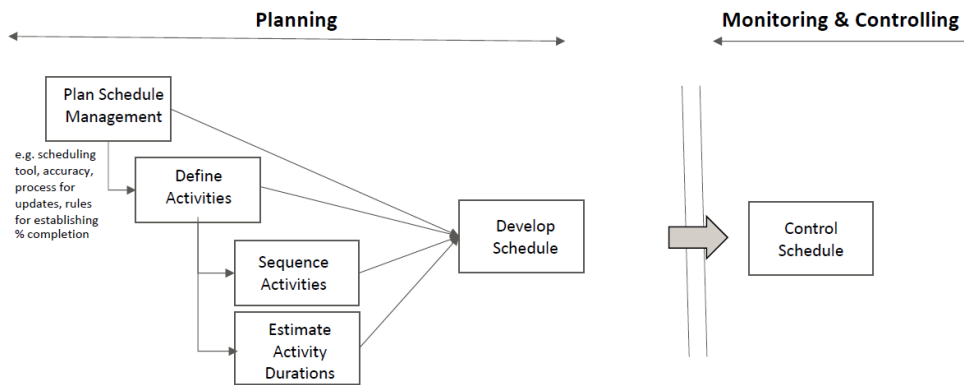 Planning
Monitoring & Controlling
Plan Schedule
Management
e.g. scheduling
tool, accuracy,
process for
updates, rules
for establishing
% completion
Define
Activities
Sequence
Activities
Estimate
Activity
Durations
Develop
Schedule
Control
Schedule